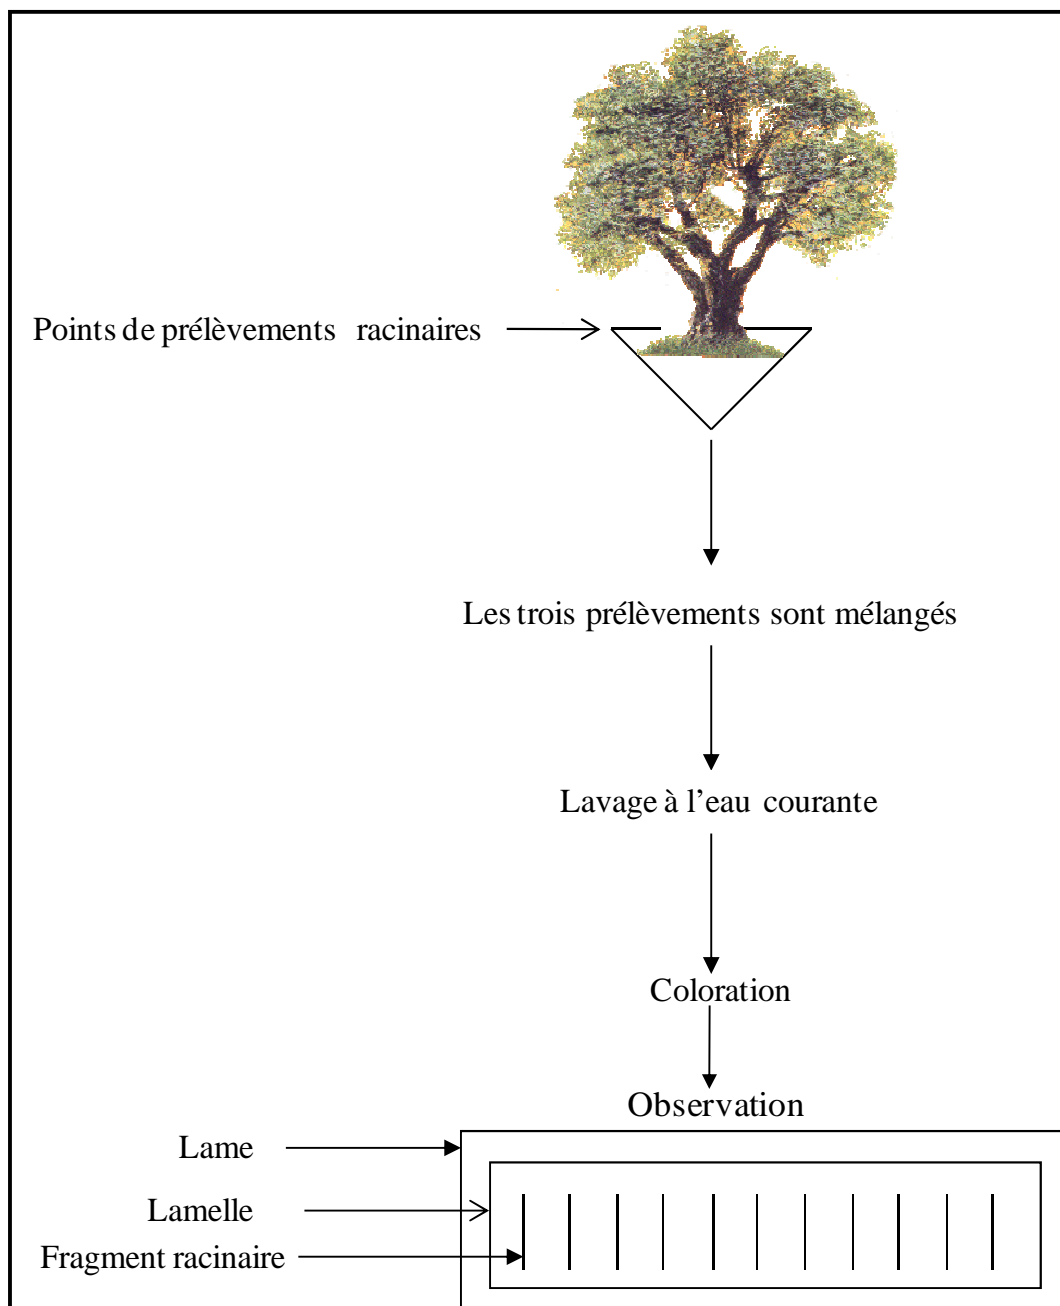 Points de prélèvements racinaires
Les trois prélèvements sont mélangés
Lavage à l’eau courante
Coloration
Observation
Lame
Lamelle
Fragment racinaire